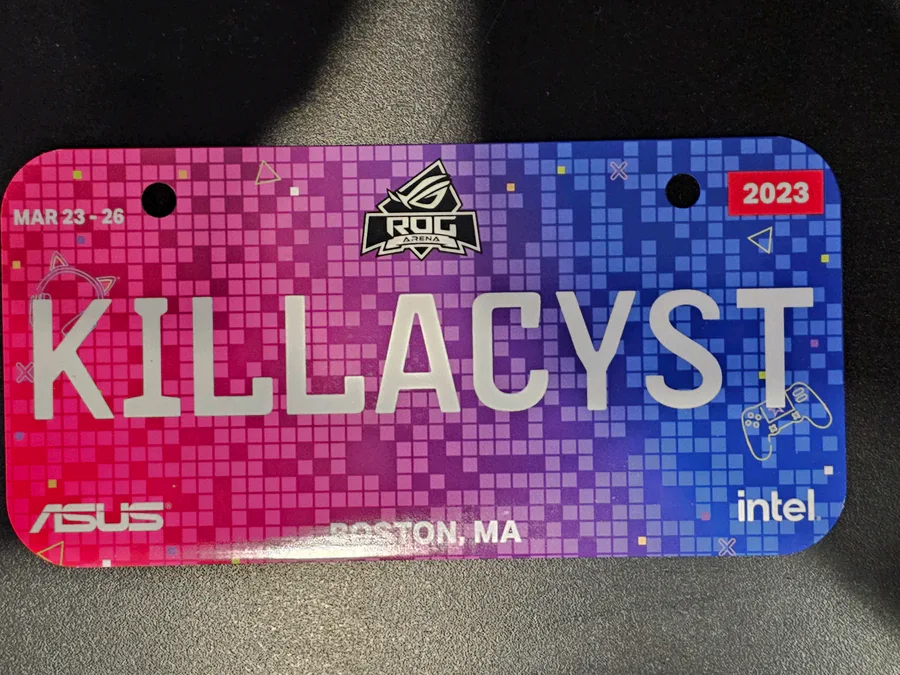 MAR 23 - 26
ROG
ARENA
2023
KILLACYST
ASUS
BOSTON, MA
intel